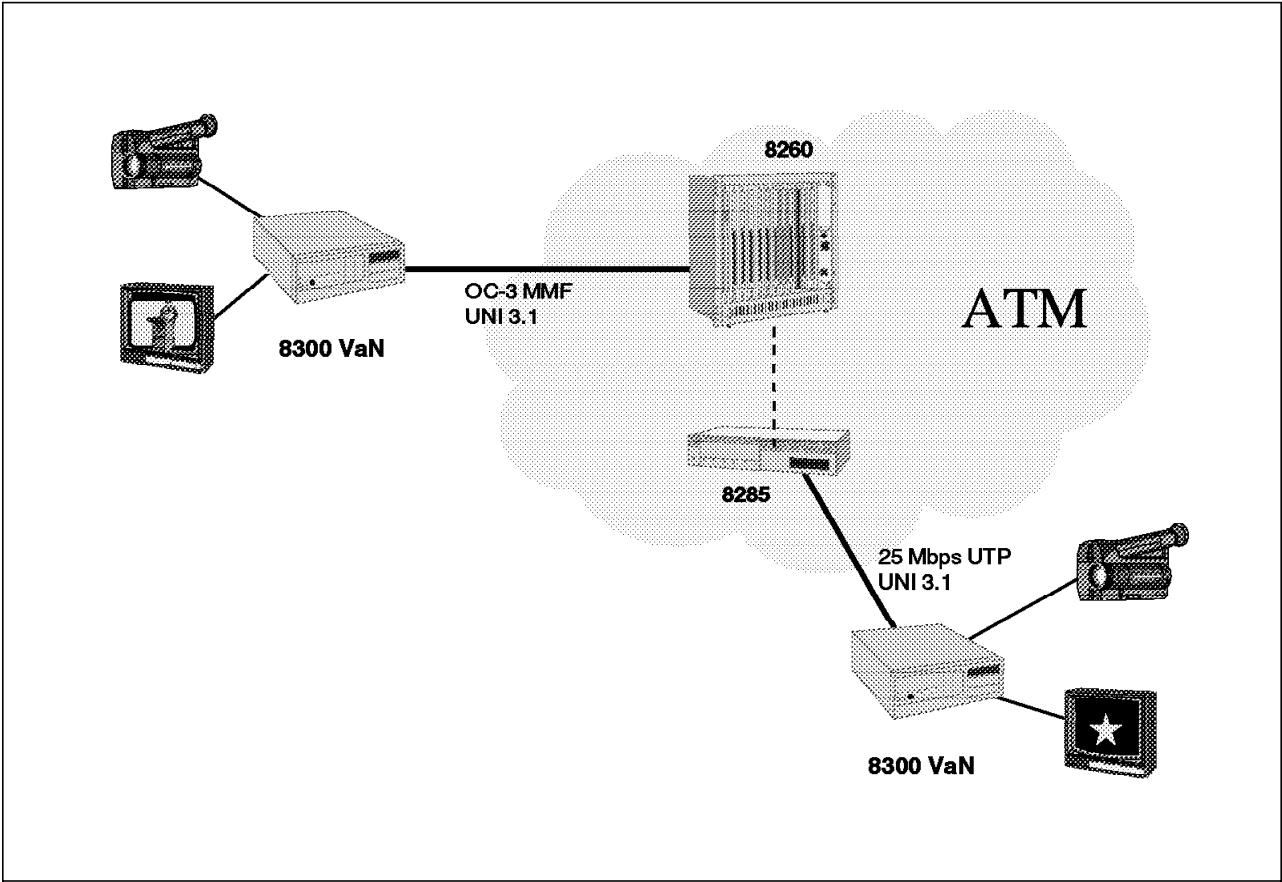 8260
ATM
OC-3 MMF
UNI 3.1
8300 VaN
8285
25 Mbps UTP
UNI 3.1
8300 VaN